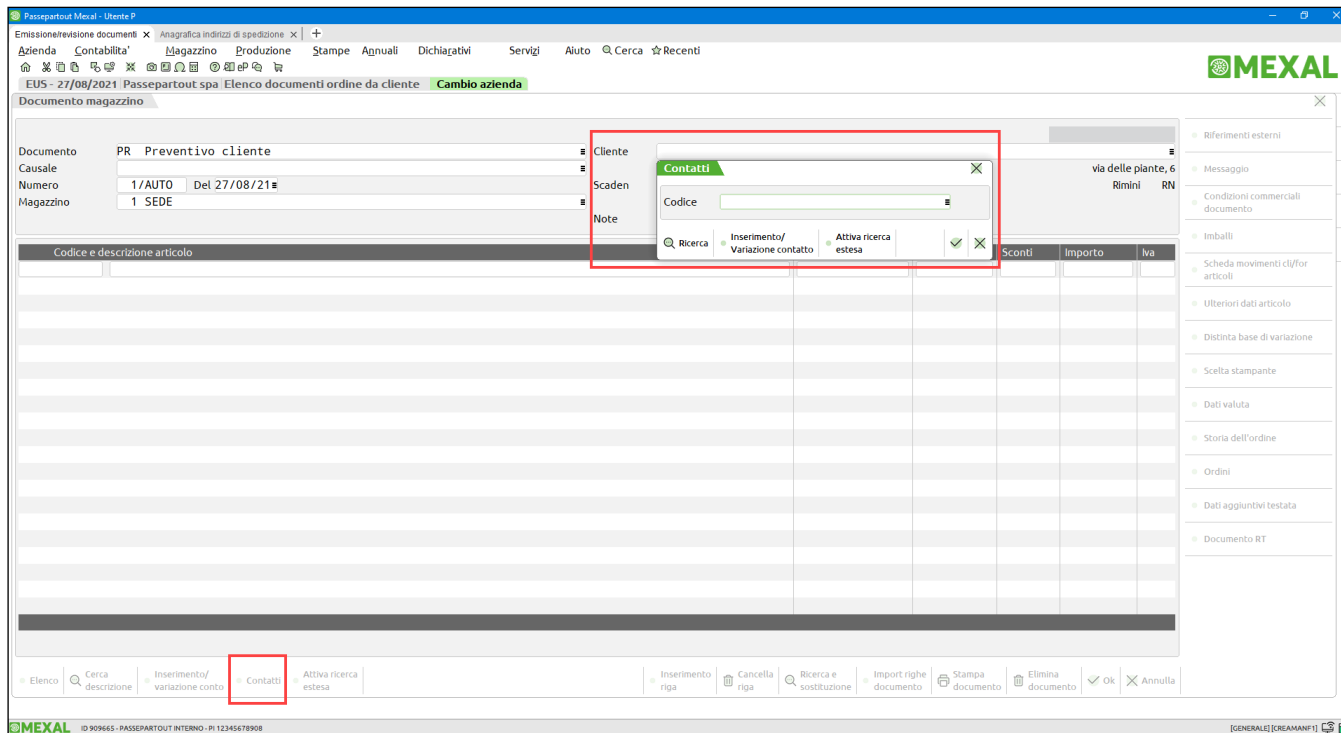 Passepartout Mexal - Utente P
Emissione/revisione documenti Anagrafica indirizzi di spedizione
Azienda Contabilita' Magazzino Produzione Stampe Annuali Dichiarativi Servizi Aiuto Cerca Recenti
MEXAL
EUS - 27/08/2021 Passepartout spa Elenco documenti ordine da cliente Cambio azienda
Documento magazzino
Documento PR Preventivo cliente Cliente
Causale via delle piante, 6
Numero 1/AUTO Del 27/08/21 Scaden Rimini RN
Magazzino 1 SEDE
Note
Contatti
Codice
Ricerca Inserimento/ Variazione contatto Attiva ricerca estesa
Codice e descrizione articolo Sconti Importo Iva
Riferimenti esterni
Messaggio
Condizioni commerciali
documento
Imballi
Scheda movimenti cli/for
articoli
Ulteriori dati articolo
Distinta base di variazione
Scelta stampante
Dati valuta
Storia dell'ordine
Ordini
Dati aggiuntivi testata
Documento RT
Elenco Cerca descrizione Inserimento/ variazione conto Contatti Attiva ricerca estesa Inserimento riga Cancella riga Ricerca e sostituzione Import righe documento Stampa documento Elimina documento Ok Annulla
MEXAL ID 909665 - PASSEPARTOUT INTERNO - PI 12345678908 [GENERALE] [CREAMANF1]